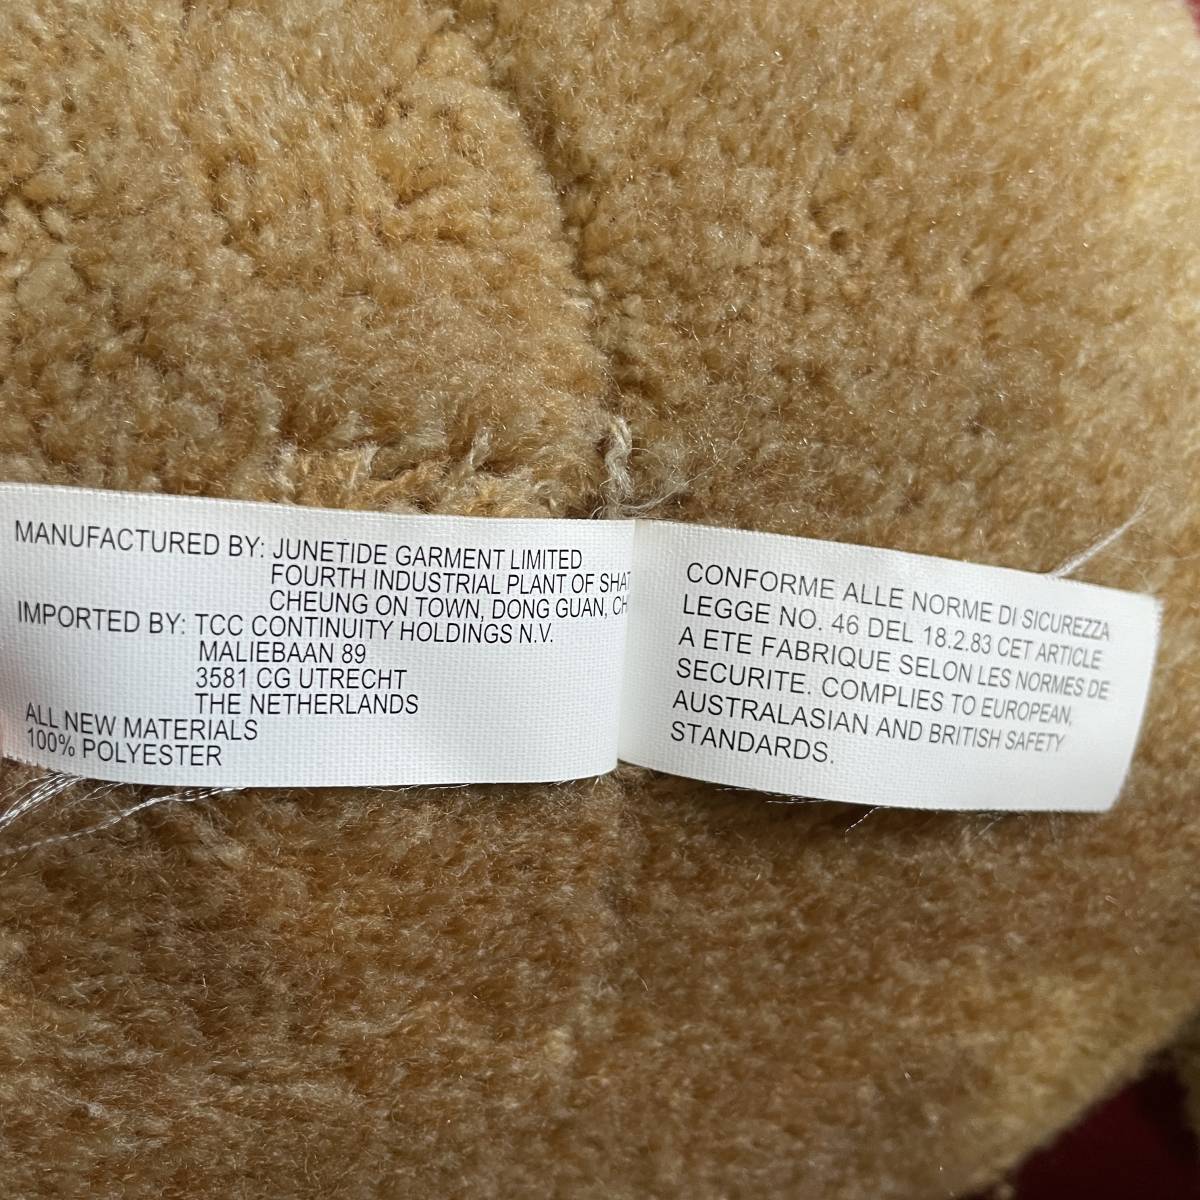 MANUFACTURED BY: JUNETIDE GARMENT LIMITED
FOURTH INDUSTRIAL PLANT OF SHAT
CHEUNG ON TOWN, DONG GUAN, CH
IMPORTED BY: TCC CONTINUITY HOLDINGS N.V.
MALIEBAAN 89
3581 CG UTRECHT
THE NETHERLANDS
ALL NEW MATERIALS
100% POLYESTER
CONFORME ALLE NORME DI SICUREZZA
LEGGE NO. 46 DEL 18.2.83 CET ARTICLE
A ETE FABRIQUE SELON LES NORMES DE
SECURITE. COMPLIES TO EUROPEAN,
AUSTRALASIAN AND BRITISH SAFETY
STANDARDS.